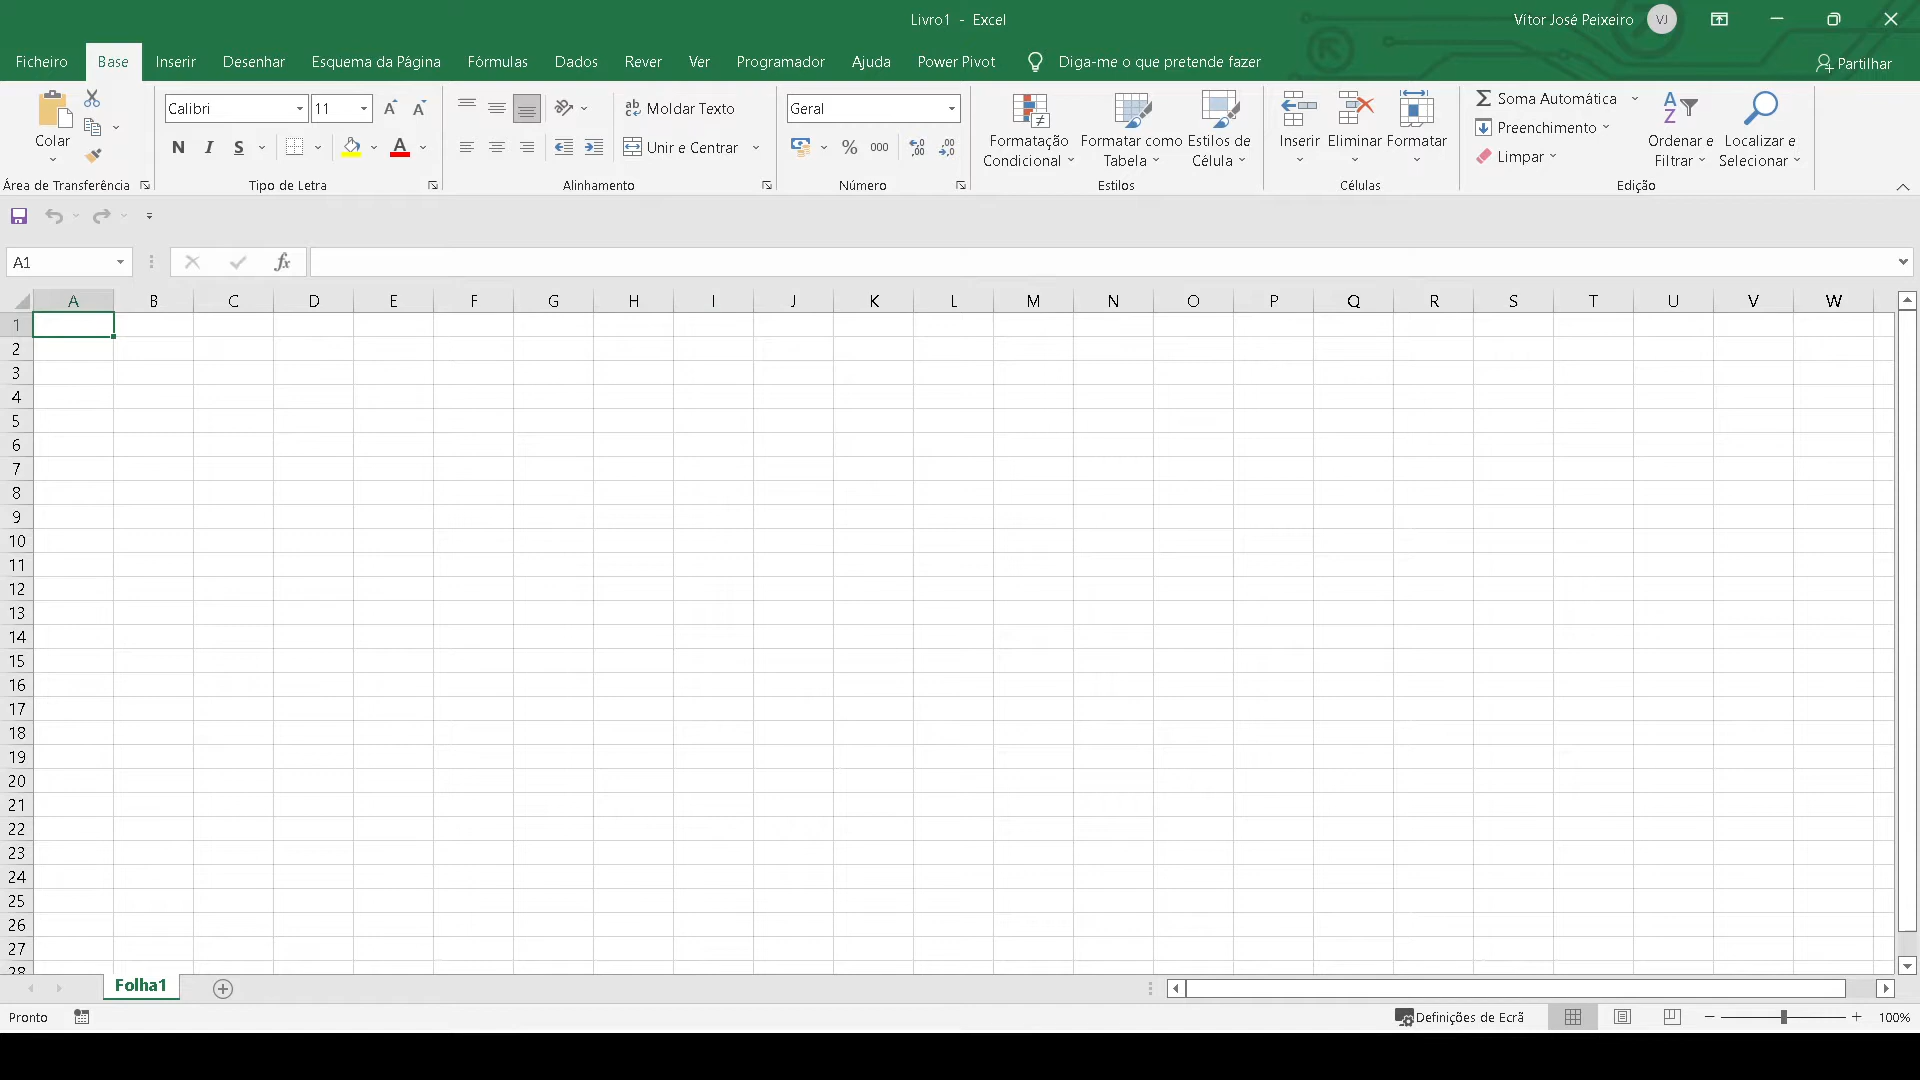 Livro1 - Excel
Vítor José Peixeiro VJ
Ficheiro Base Inserir Desenhar Esquema da Página Fórmulas Dados Rever Ver Programador Ajuda Power Pivot Diga-me o que pretende fazer Partilhar
Colar
Área de Transferência
Calibri 11
N I S A
Tipo de Letra
ab Moldar Texto
Unir e Centrar
Alinhamento
Geral
% 000
Número
Formatação Condicional
Formatar como Tabela
Estilos de Célula
Estilos
Inserir
Eliminar
Formatar
Células
Soma Automática
Preenchimento
Limpar
Ordenar e Filtrar
Localizar e Selecionar
Edição
A1 fx
A B C D E F G H I J K L M N O P Q R S T U V W
1
2
3
4
5
6
7
8
9
10
11
12
13
14
15
16
17
18
19
20
21
22
23
24
25
26
27
28
Folha1
Pronto
Definições de Ecrã
100%